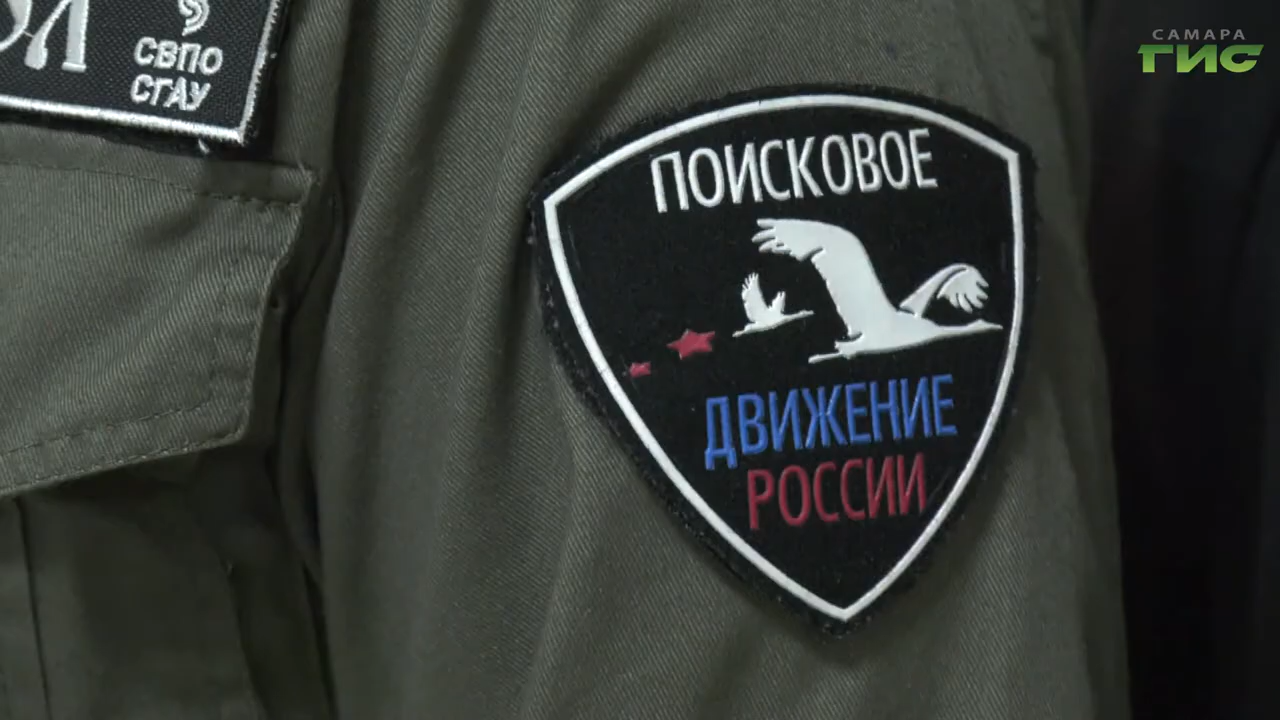 СВПО
СГАУ
САМАРА
ГИС
ПОИСКОВОЕ
ДВИЖЕНИЕ
РОССИИ